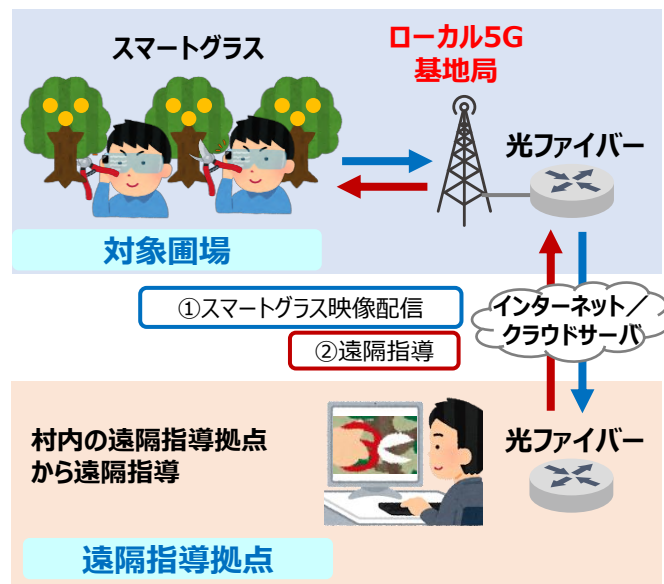 スマートグラス
ローカル5G
基地局
光ファイバー
対象圃場
①スマートグラス映像配信
②遠隔指導
インターネット／
クラウドサーバ
村内の遠隔指導拠点
から遠隔指導
光ファイバー
遠隔指導拠点